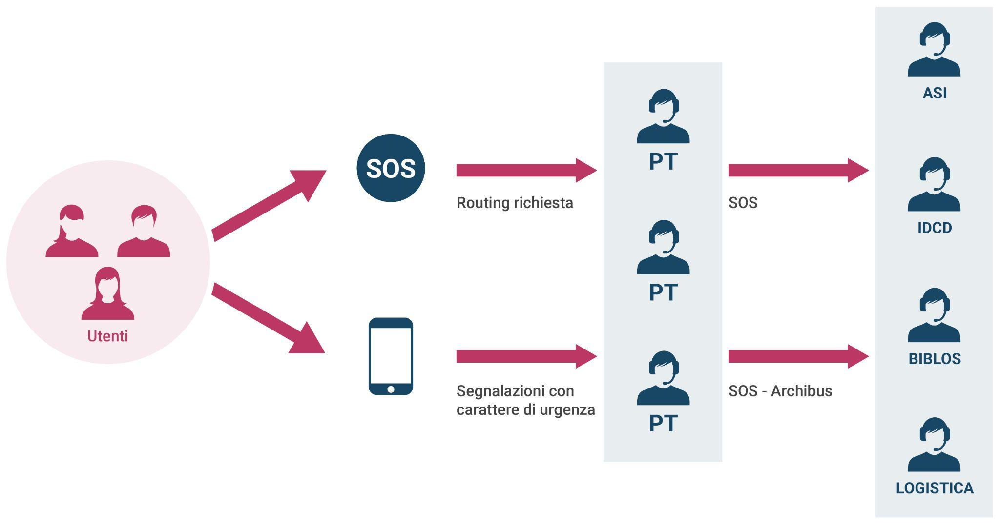 Utenti
SOS
Routing richiesta
Segnalazioni con
carattere di urgenza
PT
PT
PT
SOS
SOS - Archibus
ASI
IDCD
BIBLOS
LOGISTICA